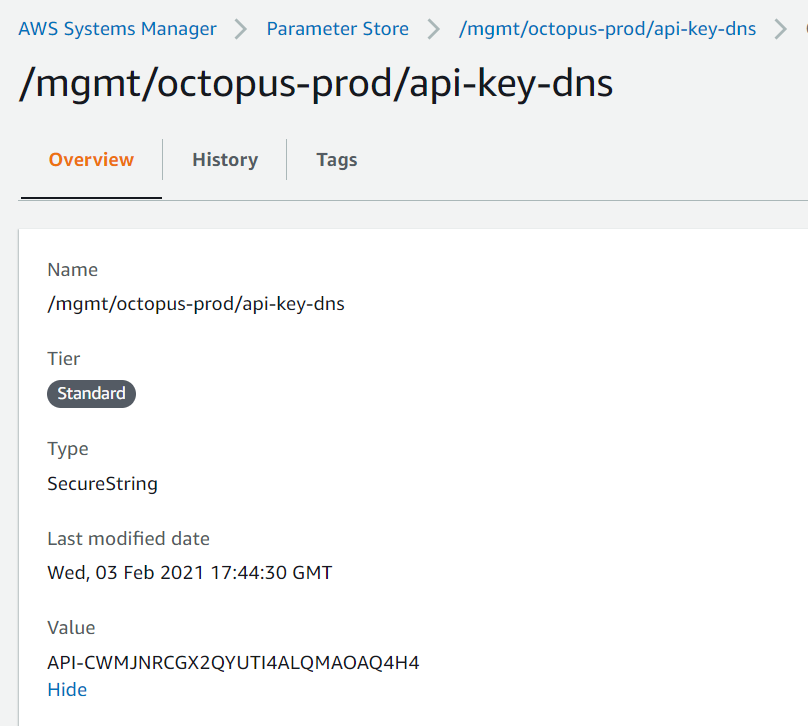 AWS Systems Manager > Parameter Store > /mgmt/octopus-prod/api-key-dns >
/mgmt/octopus-prod/api-key-dns
Overview History Tags
Name
/mgmt/octopus-prod/api-key-dns
Tier
Standard
Type
SecureString
Last modified date
Wed, 03 Feb 2021 17:44:30 GMT
Value
API-CWMJNRCGX2QYUTI4ALQMAOAQ4H4
Hide